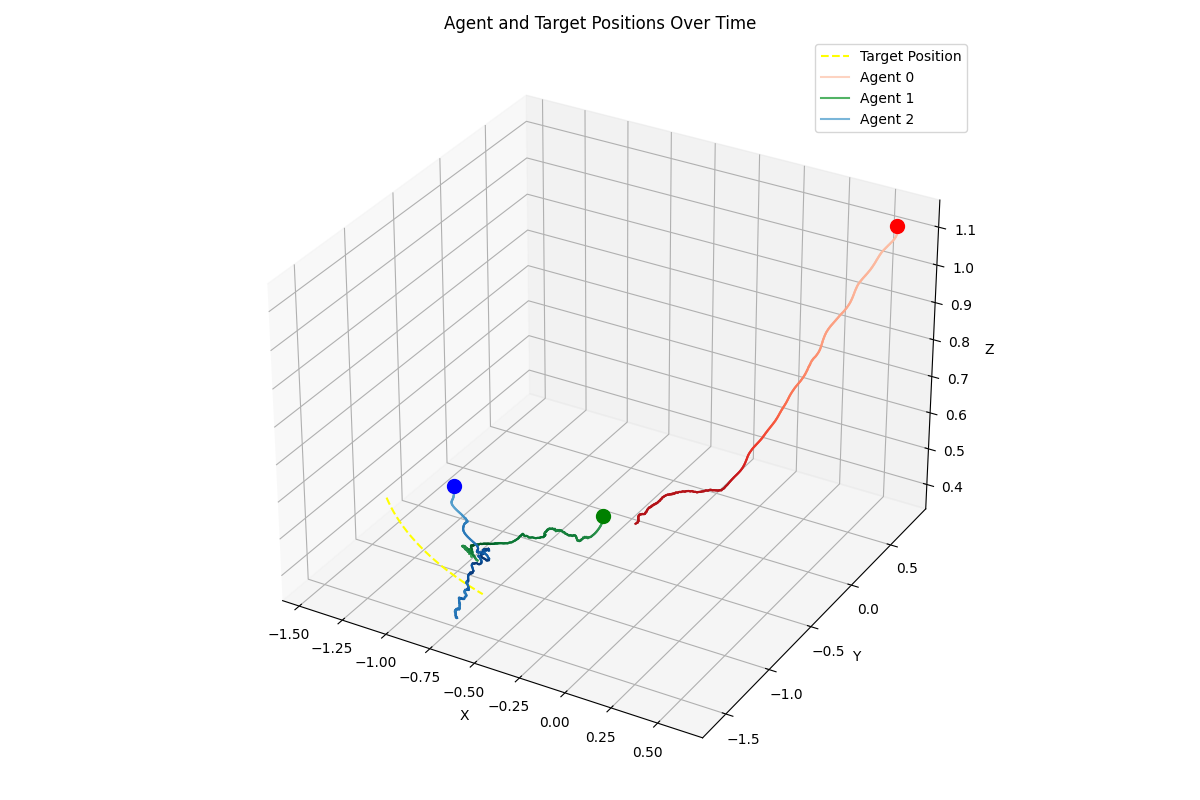 Agent and Target Positions Over Time
Target Position
Agent 0
Agent 1
Agent 2
1.1
1.0
0.9
0.8
Z
0.7
0.6
0.5
0.4
0.5
0.0
−0.5
Y
−1.0
−1.5
−1.50
−1.25
−1.00
−0.75
−0.50
−0.25
X
0.00
0.25
0.50